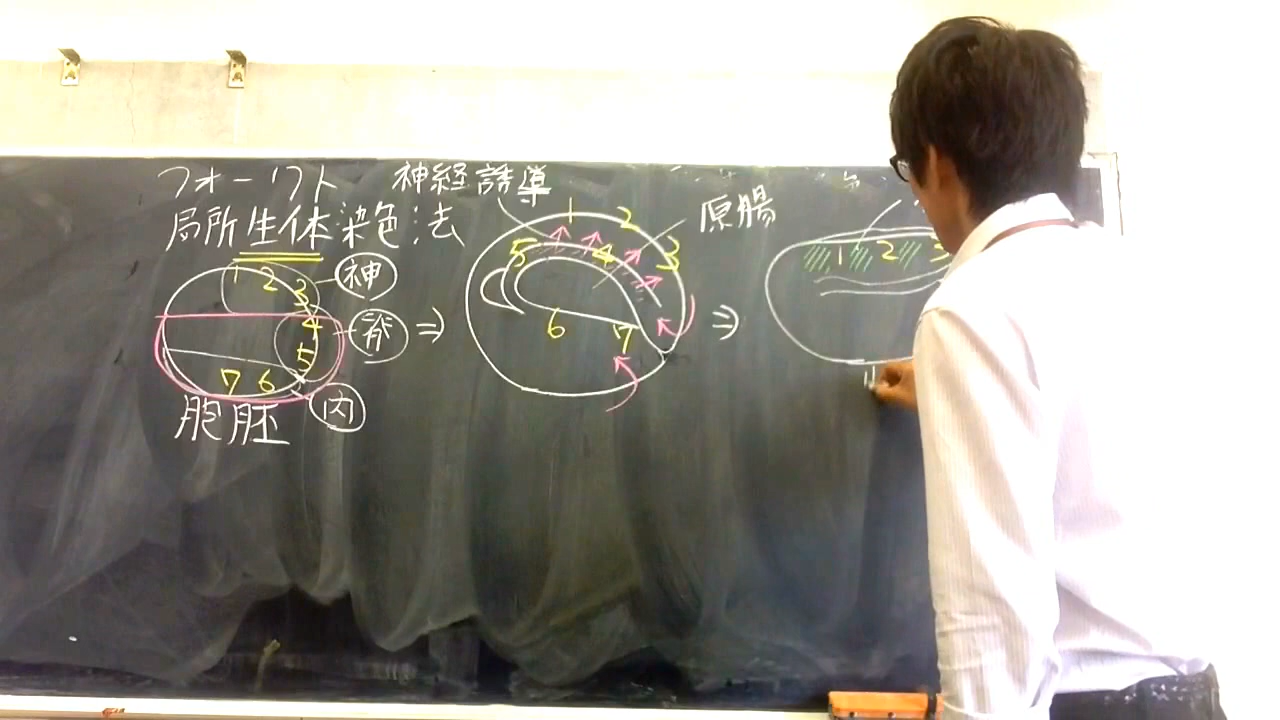 フォークト 神経誘導
局所生体染色法
原腸
1 2 3 4 5 6 7
神
脊
内
胞胚
⇒
1 2 3 4 5 6 7
⇒
1 2 3